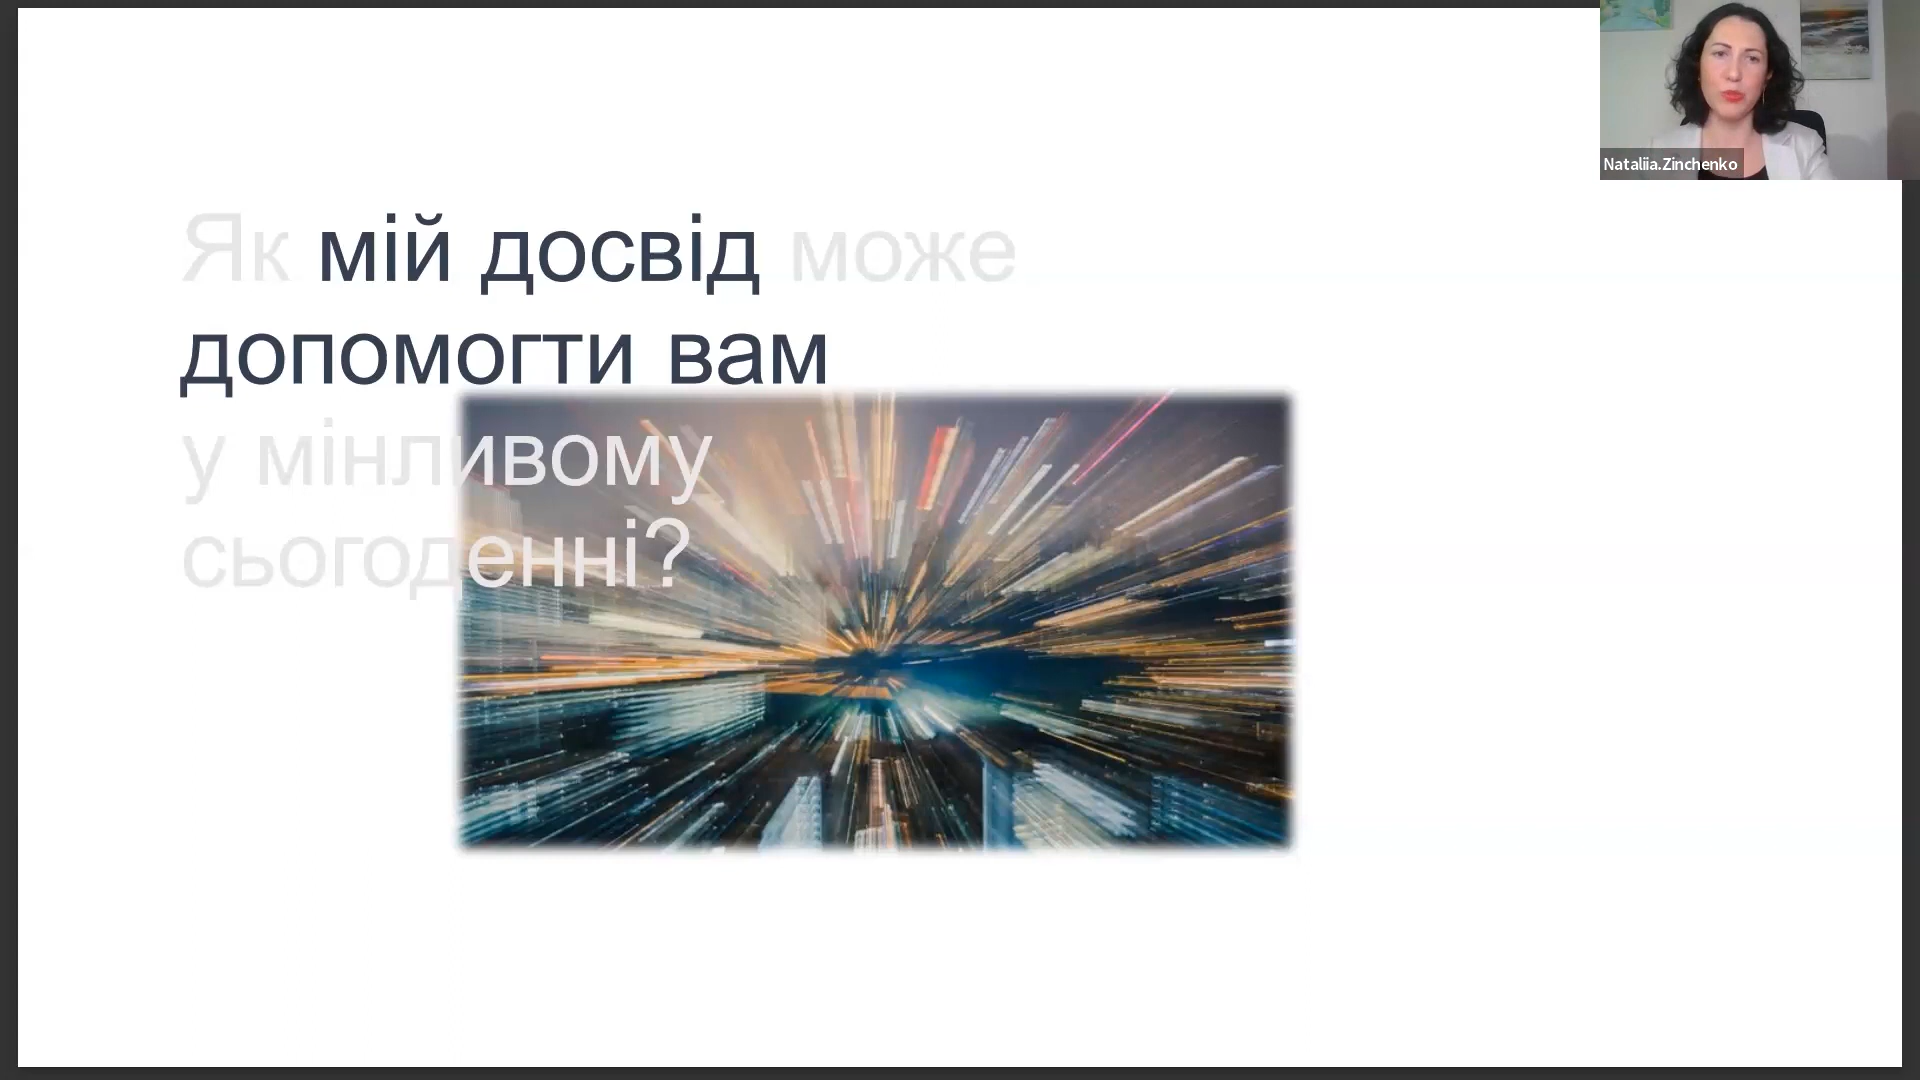 Як мій досвід може
допомогти вам
у мінливому
сьогоденні?
Nataliia.Zinchenko